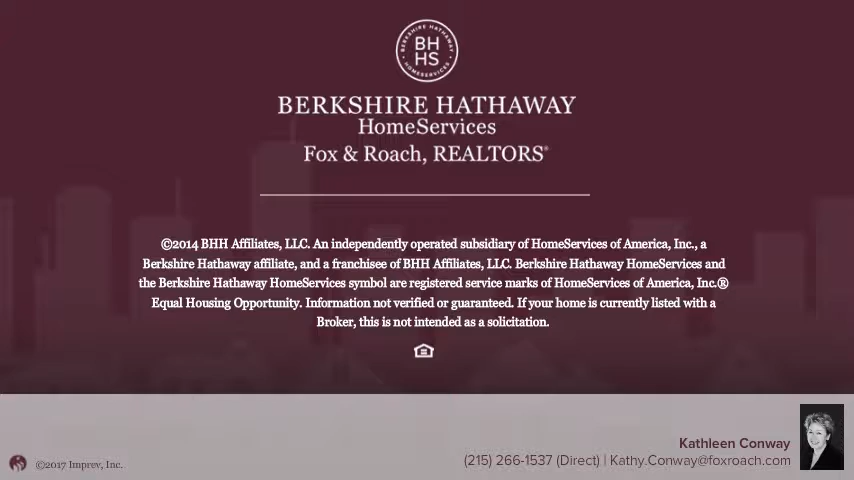 BERKSHIRE HATHAWAY
HOMESERVICES
BH
HS
BERKSHIRE HATHAWAY
HomeServices
Fox & Roach, REALTORS®
©2014 BHH Affiliates, LLC. An independently operated subsidiary of HomeServices of America, Inc., a
Berkshire Hathaway affiliate, and a franchisee of BHH Affiliates, LLC. Berkshire Hathaway HomeServices and
the Berkshire Hathaway HomeServices symbol are registered service marks of HomeServices of America, Inc.®
Equal Housing Opportunity. Information not verified or guaranteed. If your home is currently listed with a
Broker, this is not intended as a solicitation.
Kathleen Conway
(215) 266-1537 (Direct) | Kathy.Conway@foxroach.com
©2017 Imprev, Inc.